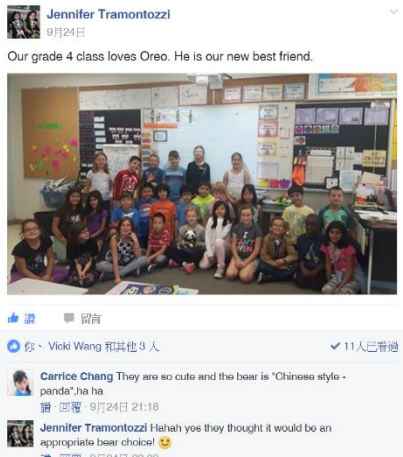 Jennifer Tramontozzi
9月24日
Our grade 4 class loves Oreo. He is our new best friend.
讚 留言
你、Vicki Wang 和其他 3 人 ✓ 11人已看過
Carrice Chang They are so cute and the bear is "Chinese style -
panda",ha ha
讚 · 回覆 · 9月24日 21:18
Jennifer Tramontozzi Hahah yes they thought it would be an
appropriate bear choice! 🙂